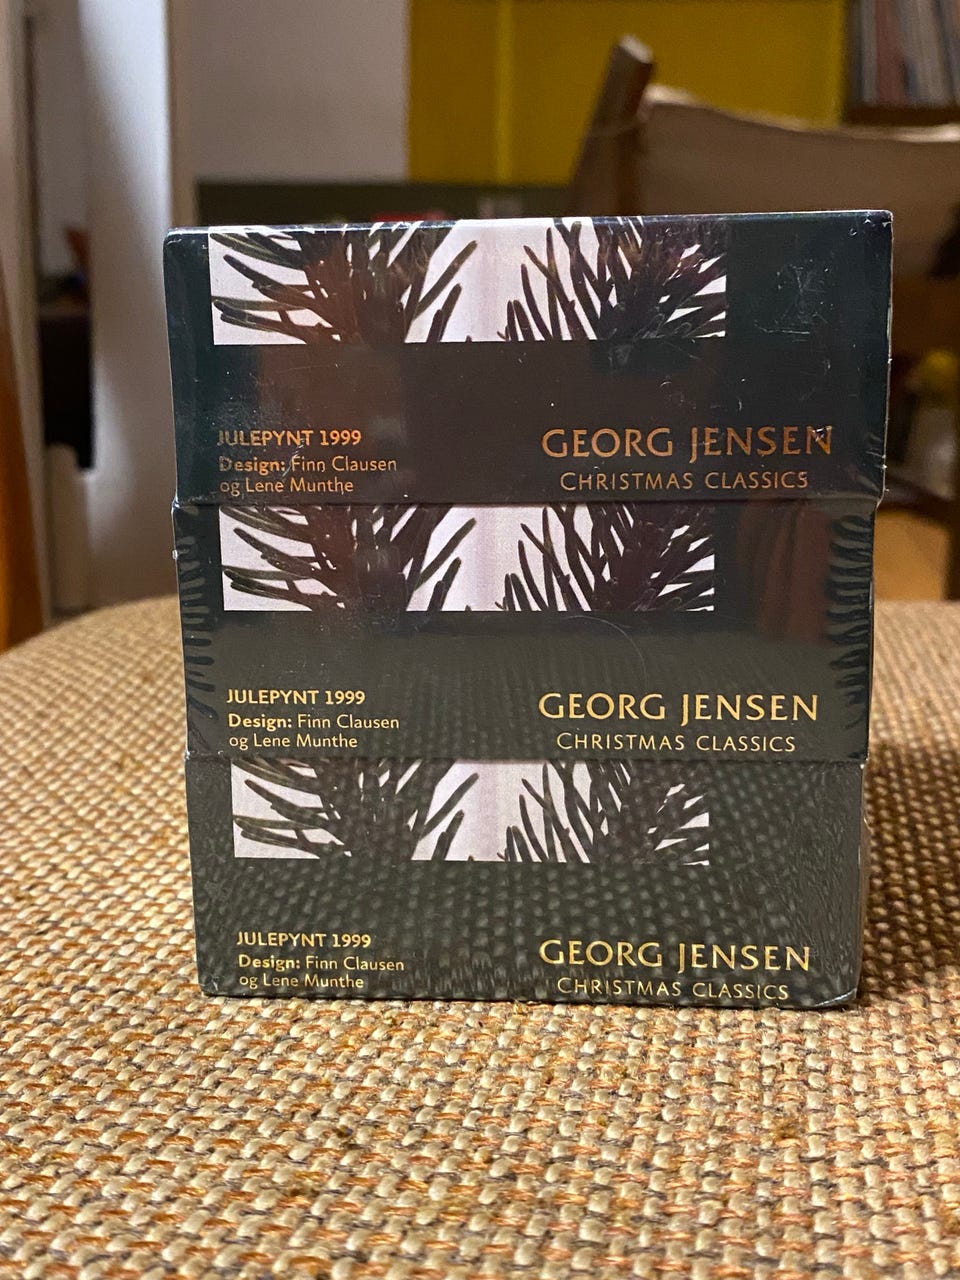 JULEPYNT 1999
Design: Finn Clausen
og Lene Munthe
GEORG JENSEN
CHRISTMAS CLASSICS
JULEPYNT 1999
Design: Finn Clausen
og Lene Munthe
GEORG JENSEN
CHRISTMAS CLASSICS
JULEPYNT 1999
Design: Finn Clausen
og Lene Munthe
GEORG JENSEN
CHRISTMAS CLASSICS